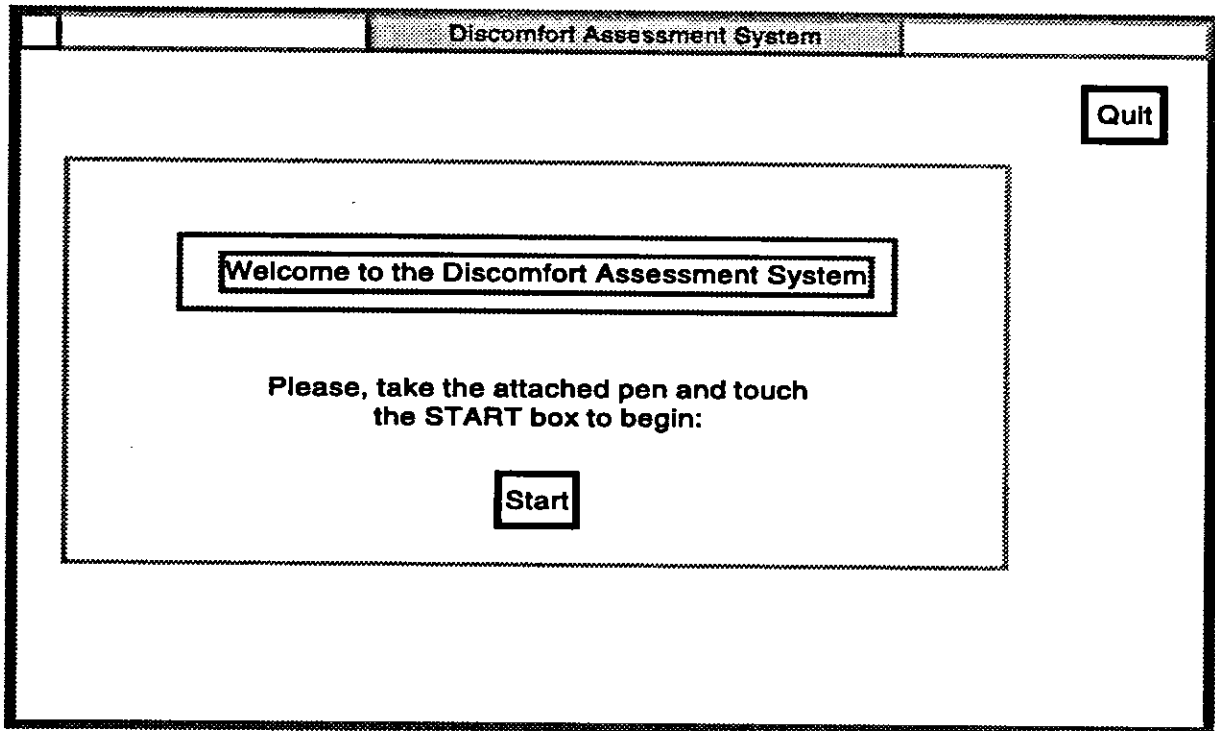 Discomfort Assessment System
Quit
Welcome to the Discomfort Assessment System
Please, take the attached pen and touch
the START box to begin:
Start